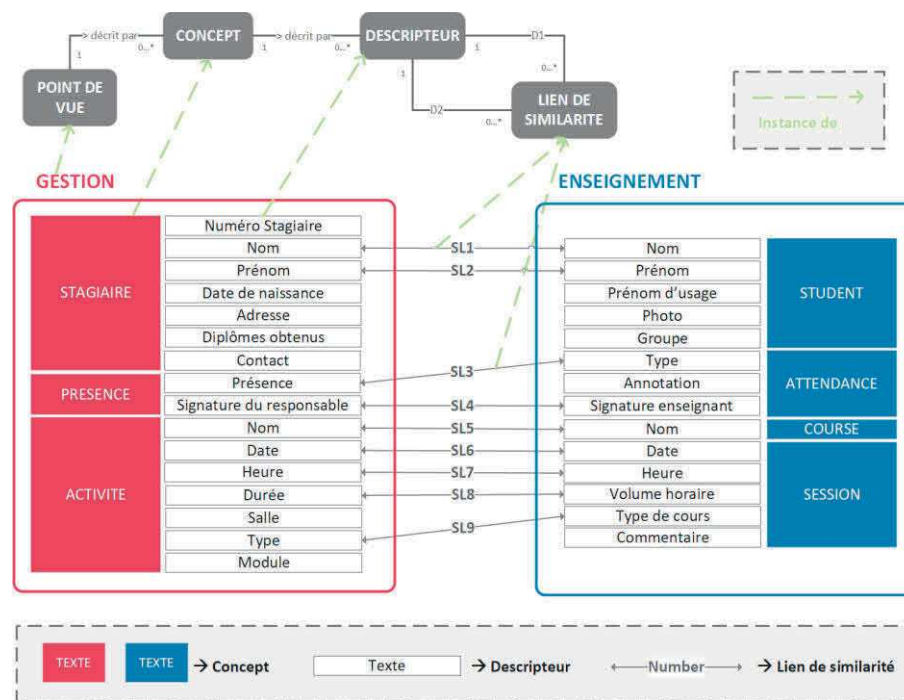 > décrit par
CONCEPT
> décrit par
DESCRIPTEUR
D1
1
0...*
1
0...*
1
1
0...*
POINT DE
VUE
D2
0...*
LIEN DE
SIMILARITE
Instance de
GESTION
ENSEIGNEMENT
STAGIAIRE
Numéro Stagiaire
Nom
Prénom
Date de naissance
Adresse
Diplômes obtenus
Contact
PRESENCE
Présence
Signature du responsable
ACTIVITE
Nom
Date
Heure
Durée
Salle
Type
Module
SL1
SL2
SL3
SL4
SL5
SL6
SL7
SL8
SL9
Nom
Prénom
Prénom d'usage
Photo
Groupe
STUDENT
Type
Annotation
Signature enseignant
ATTENDANCE
Nom
COURSE
Date
Heure
Volume horaire
Type de cours
Commentaire
SESSION
TEXTE TEXTE → Concept Texte → Descripteur Number → Lien de similarité